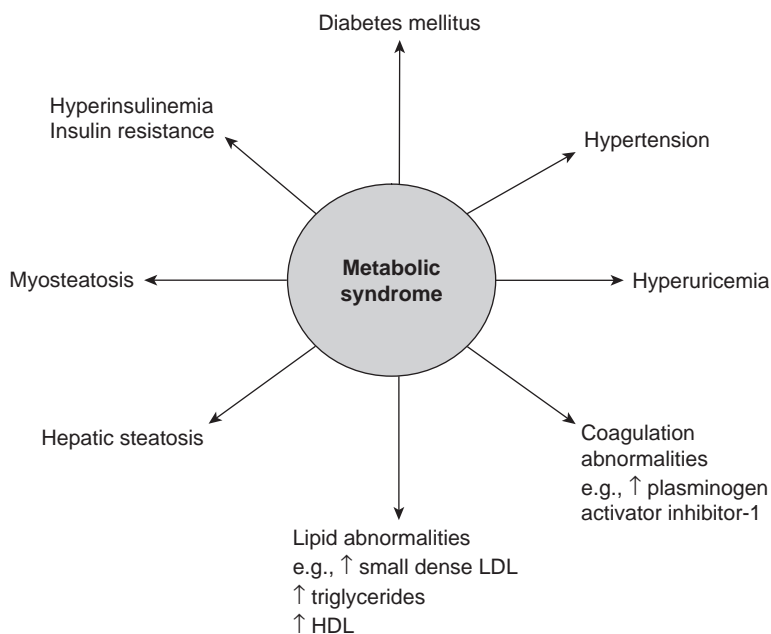 Diabetes mellitus
Hyperinsulinemia
Insulin resistance
Hypertension
Myosteatosis
Metabolic
syndrome
Hyperuricemia
Hepatic steatosis
Coagulation
abnormalities
e.g., ↑ plasminogen
activator inhibitor-1
Lipid abnormalities
e.g., ↑ small dense LDL
↑ triglycerides
↑ HDL